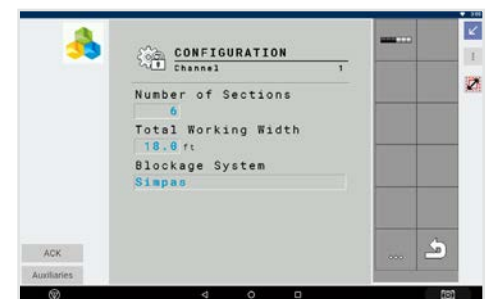 CONFIGURATION
Channel 1
Number of Sections
6
Total Working Width
18.0 ft
Blockage System
Simpas
ACK
...
Auxiliaries